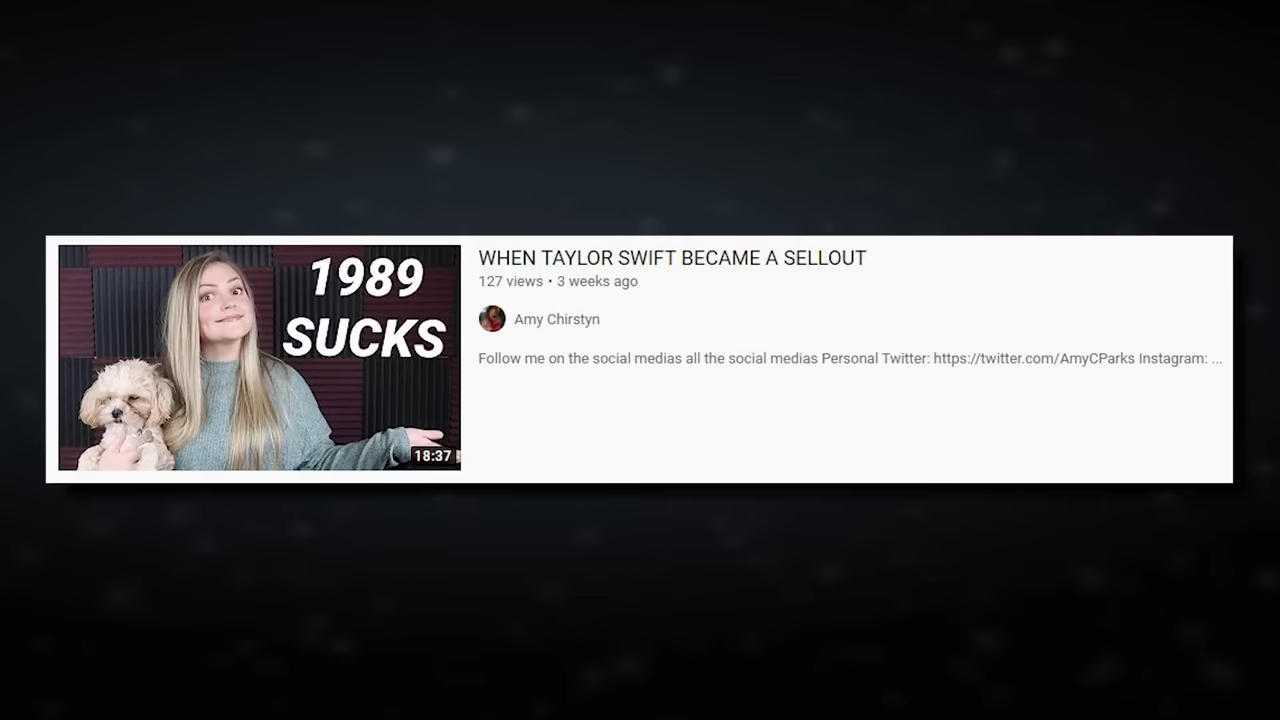 1989
SUCKS
18:37
WHEN TAYLOR SWIFT BECAME A SELLOUT
127 views • 3 weeks ago
Amy Chirstyn
Follow me on the social medias all the social medias Personal Twitter: https://twitter.com/AmyCParks Instagram: ...